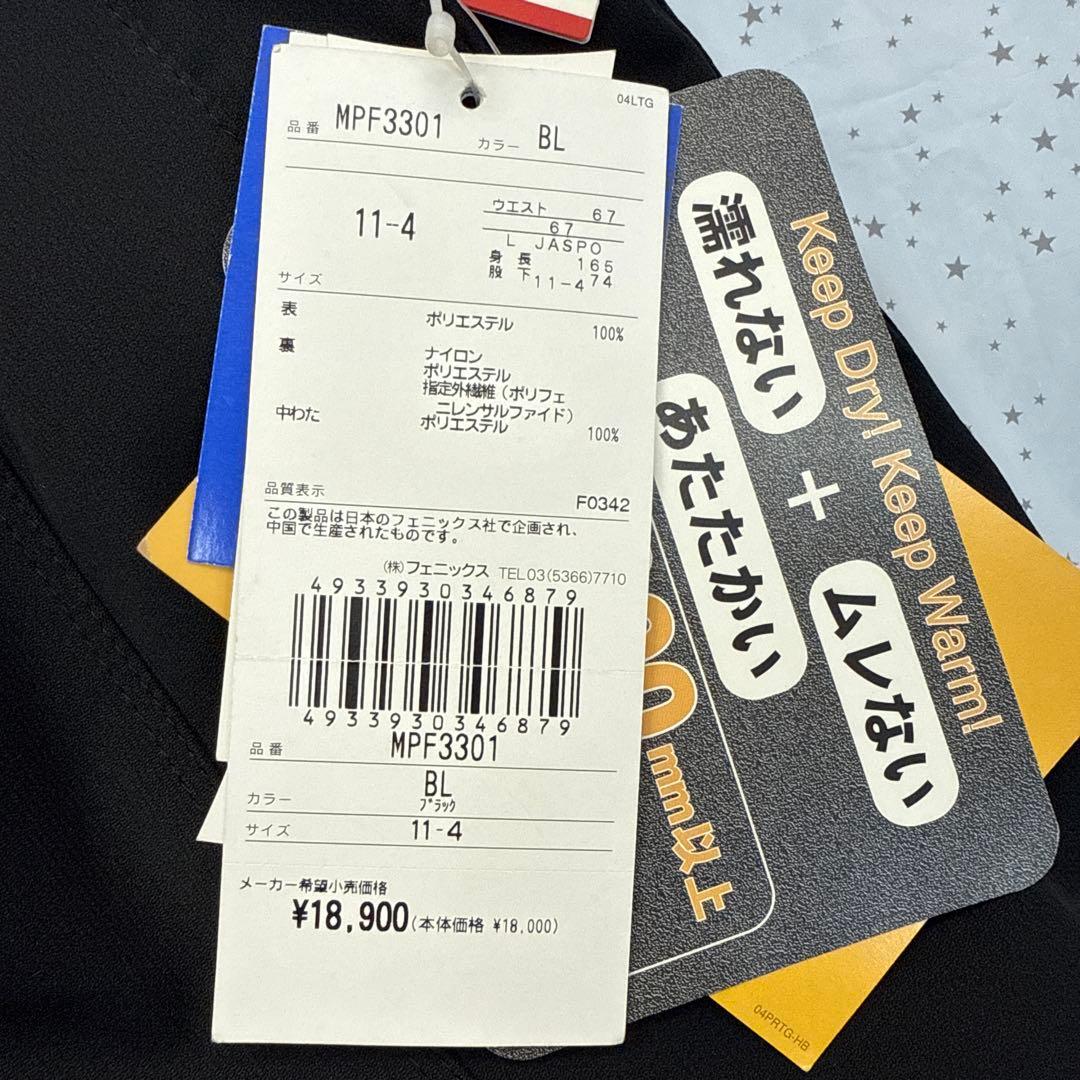 04LTG
品番 MPF3301 カラー BL
11-4
ウエスト 67
67
L JASPO
身長 165
股下11-474
サイズ
表 ポリエステル 100%
裏 ナイロン
ポリエステル
指定外繊維(ポリフェ
ニレンサルファイド)
中わた ポリエステル 100%
品質表示 F0342
この製品は日本のフェニックス社で企画され、
中国で生産されたものです。
(株)フェニックス TEL03(5366)7710
4933930346879
4933930346879
品番 MPF3301
カラー BL
ブラック
サイズ 11-4
メーカー希望小売価格
¥18,900(本体価格 ¥18,000)
Keep Dry! Keep Warm!
濡れない
+
ムレない
あたたかい
00mm以上
04PRTG-HB